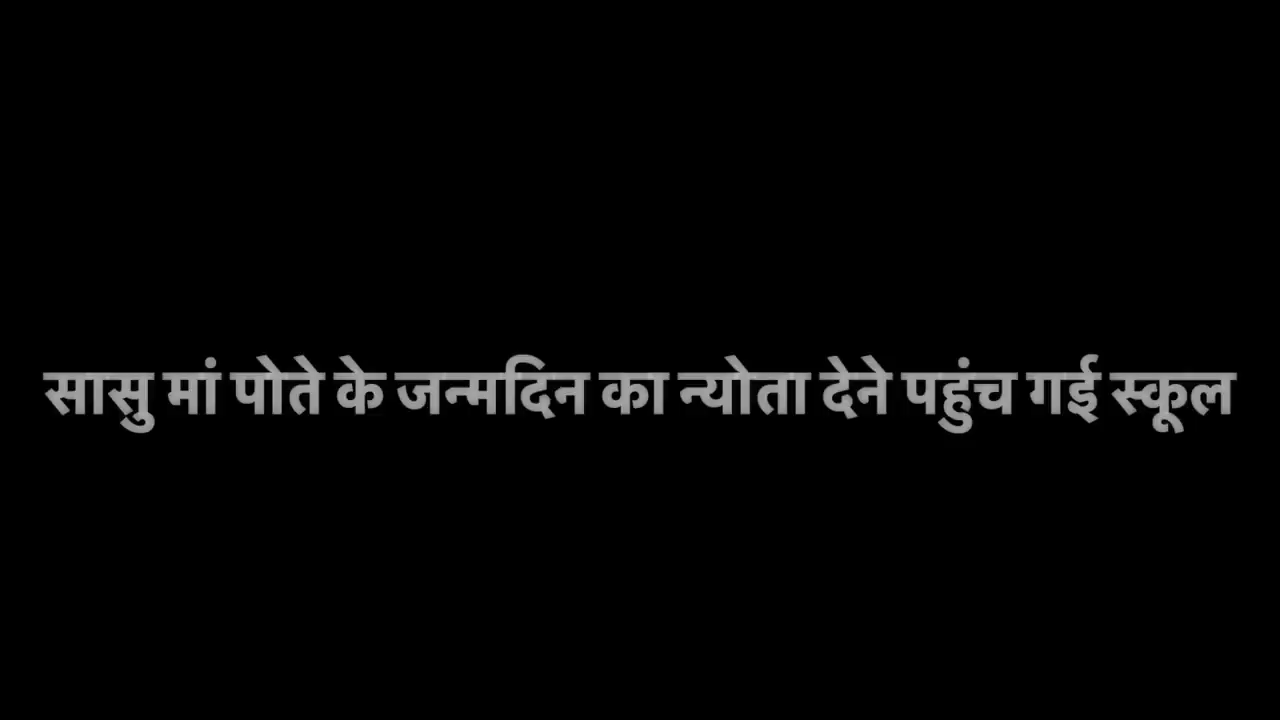 सासु मां पोते के जन्मदिन का न्योता देने पहुंच गई स्कूल